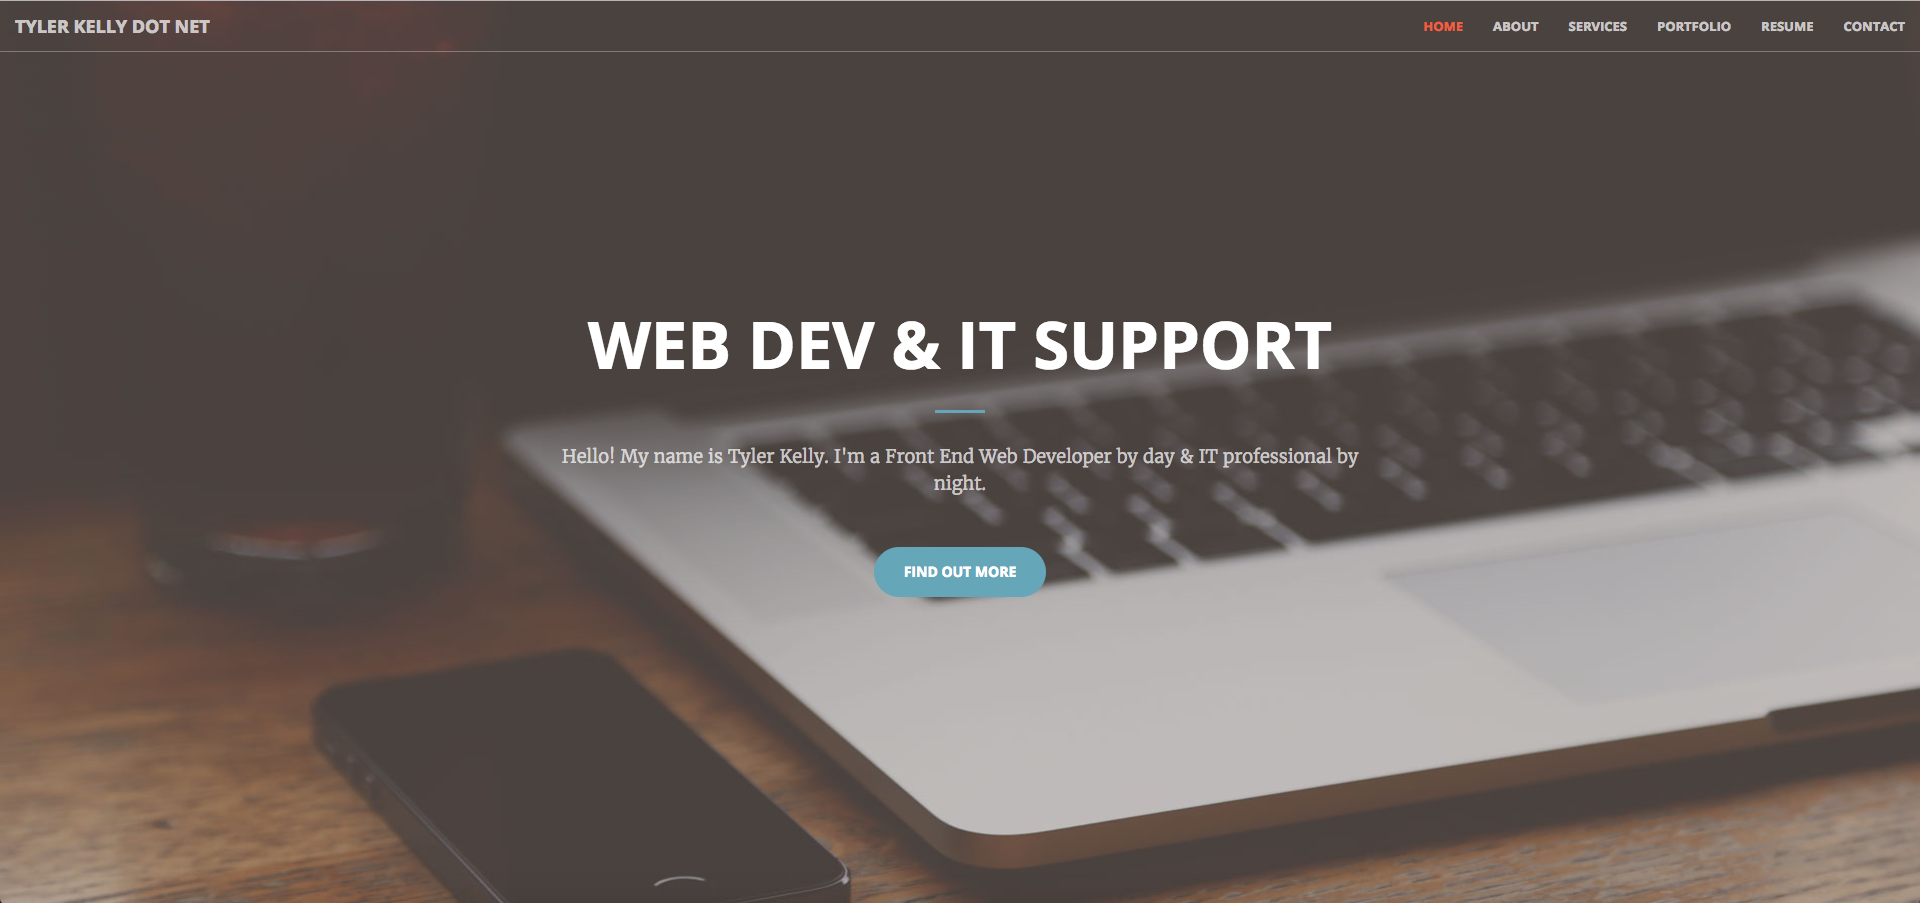 TYLER KELLY DOT NET
HOME ABOUT SERVICES PORTFOLIO RESUME CONTACT
WEB DEV & IT SUPPORT
Hello! My name is Tyler Kelly. I'm a Front End Web Developer by day & IT professional by
night.
FIND OUT MORE